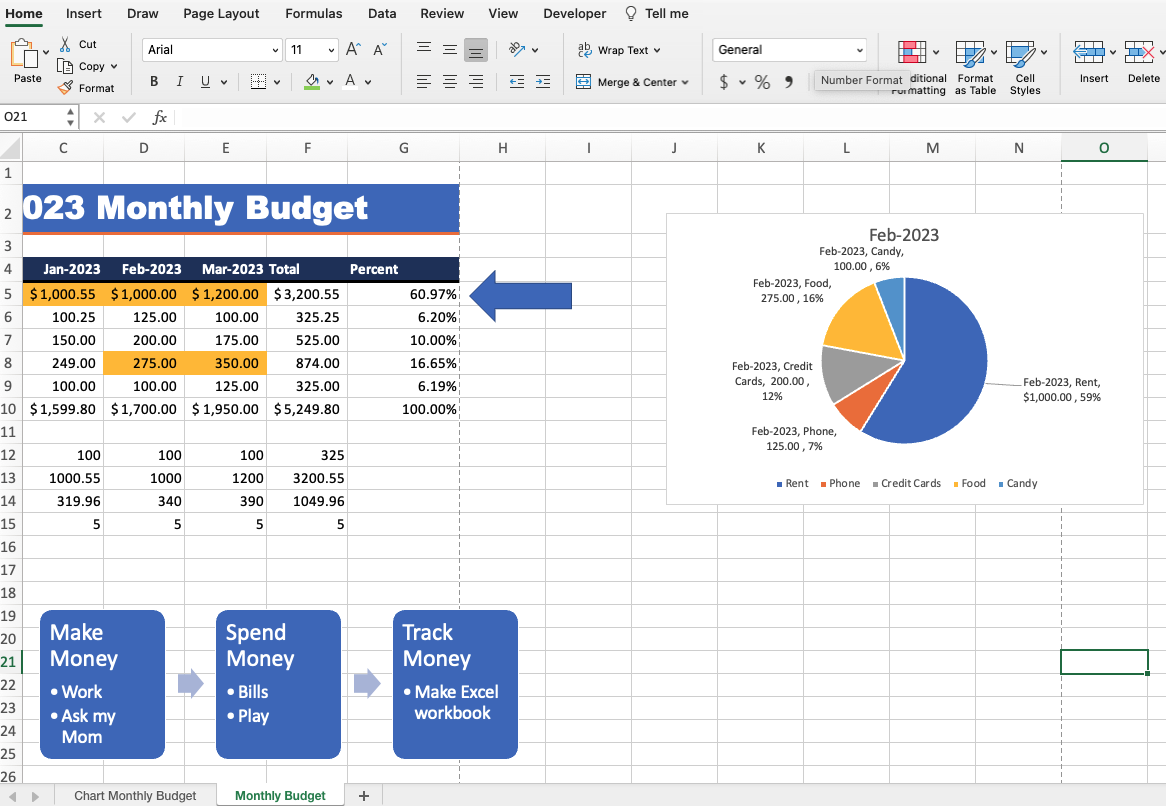 Home Insert Draw Page Layout Formulas Data Review View Developer Tell me
Paste
Cut
Copy
Format
Arial 11 A A
B I U A
ab Wrap Text
c
Merge & Center
General
$ % ,
Number Format
ditional
Formatting
Format
as Table
Cell
Styles
Insert
Delete
O21 fx
C D E F G H I J K L M N O
1
2 023 Monthly Budget
3
4 Jan-2023 Feb-2023 Mar-2023 Total Percent
5 $ 1,000.55 $ 1,000.00 $ 1,200.00 $ 3,200.55 60.97%
6 100.25 125.00 100.00 325.25 6.20%
7 150.00 200.00 175.00 525.00 10.00%
8 249.00 275.00 350.00 874.00 16.65%
9 100.00 100.00 125.00 325.00 6.19%
10 $ 1,599.80 $ 1,700.00 $ 1,950.00 $ 5,249.80 100.00%
11
12 100 100 100 325
13 1000.55 1000 1200 3200.55
14 319.96 340 390 1049.96
15 5 5 5 5
16
17
18
19
20
21
22
23
24
25
26
Feb-2023
Feb-2023, Candy,
100.00 , 6%
Feb-2023, Food,
275.00 , 16%
Feb-2023, Credit
Cards, 200.00 ,
12%
Feb-2023, Phone,
125.00 , 7%
Feb-2023, Rent,
$1,000.00 , 59%
Rent Phone Credit Cards Food Candy
Make
Money
• Work
• Ask my
Mom
Spend
Money
• Bills
• Play
Track
Money
• Make Excel
workbook
Chart Monthly Budget Monthly Budget +